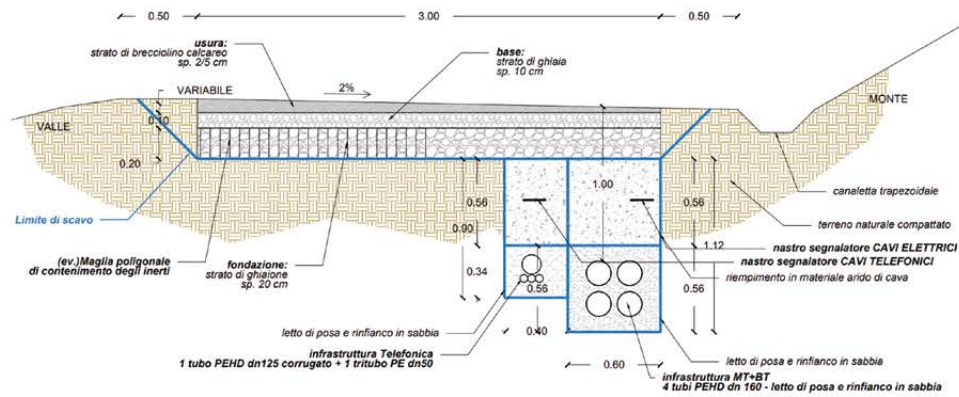 0.50
3.00
0.50
usura:
strato di brecciolino calcareo
sp. 2/5 cm
base:
strato di ghiaia
sp. 10 cm
2%
VARIABILE
MONTE
VALLE
0.10
0.20
canaletta trapezoidale
1.00
0.56
0.56
Limite di scavo
terreno naturale compattato
0.90
1.12
nastro segnalatore CAVI ELETTRICI
(ev.)Maglia poligonale
di contenimento degli inerti
fondazione:
strato di ghiaione
sp. 20 cm
nastro segnalatore CAVI TELEFONICI
0.34
riempimento in materiale arido di cava
0.56
0.56
letto di posa e rinfianco in sabbia
0.40
infrastruttura Telefonica
1 tubo PEHD dn125 corrugato + 1 tritubo PE dn50
0.60
letto di posa e rinfianco in sabbia
infrastruttura MT+BT
4 tubi PEHD dn 160 - letto di posa e rinfianco in sabbia